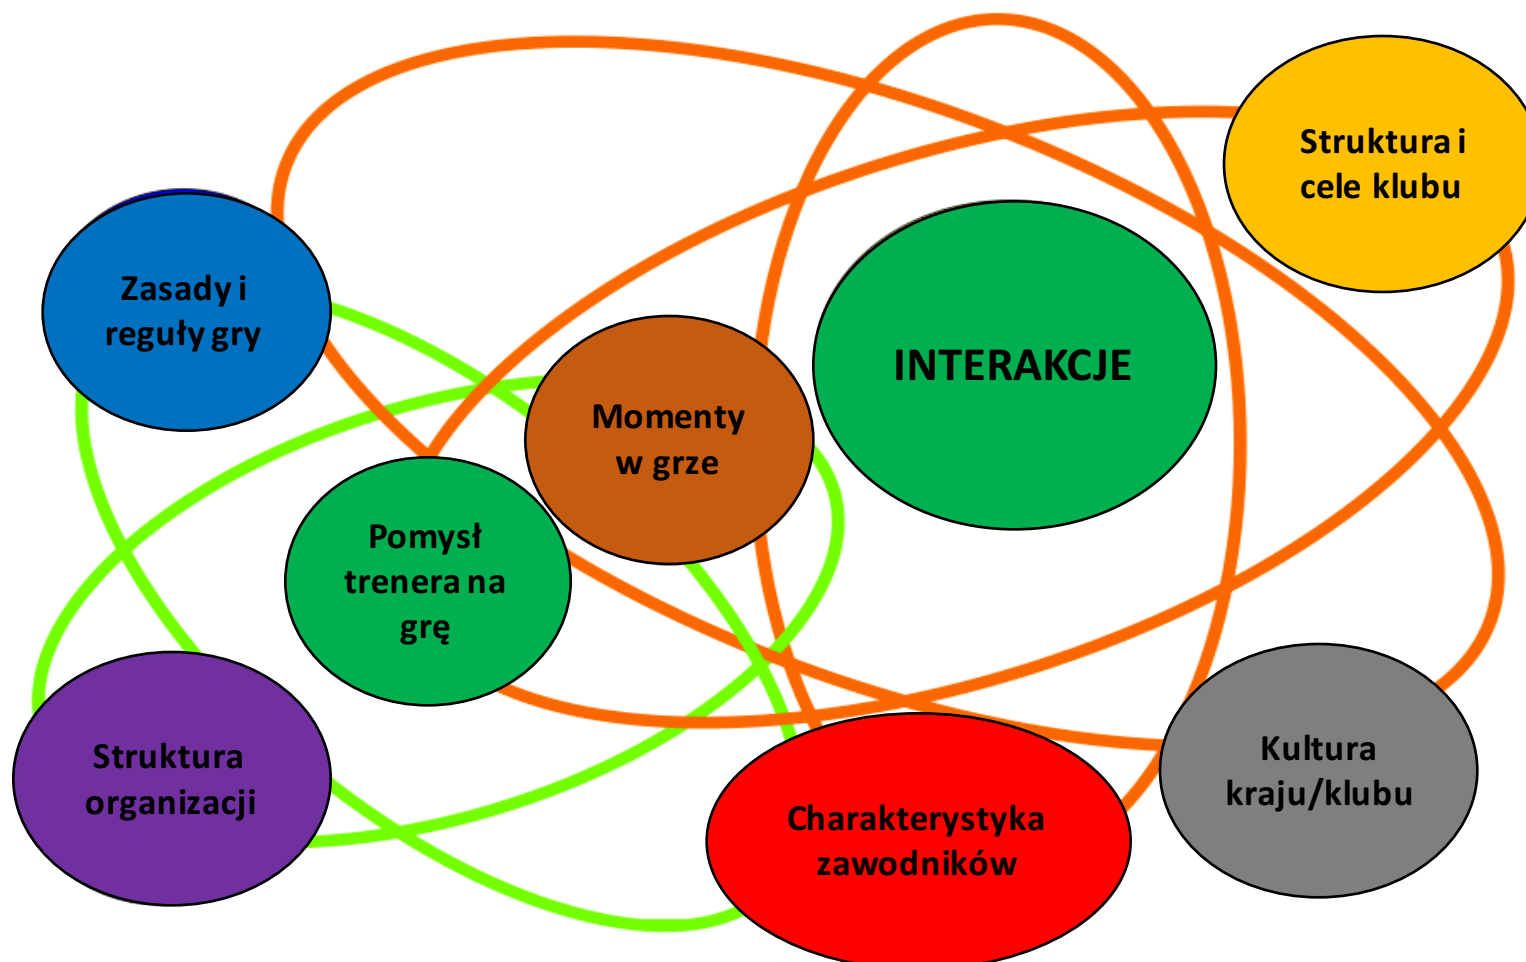 Struktura i
cele klubu
Zasady i
reguły gry
INTERAKCJE
Momenty
w grze
Pomysł
trenera na
grę
Struktura
organizacji
Kultura
kraju/klubu
Charakterystyka
zawodników